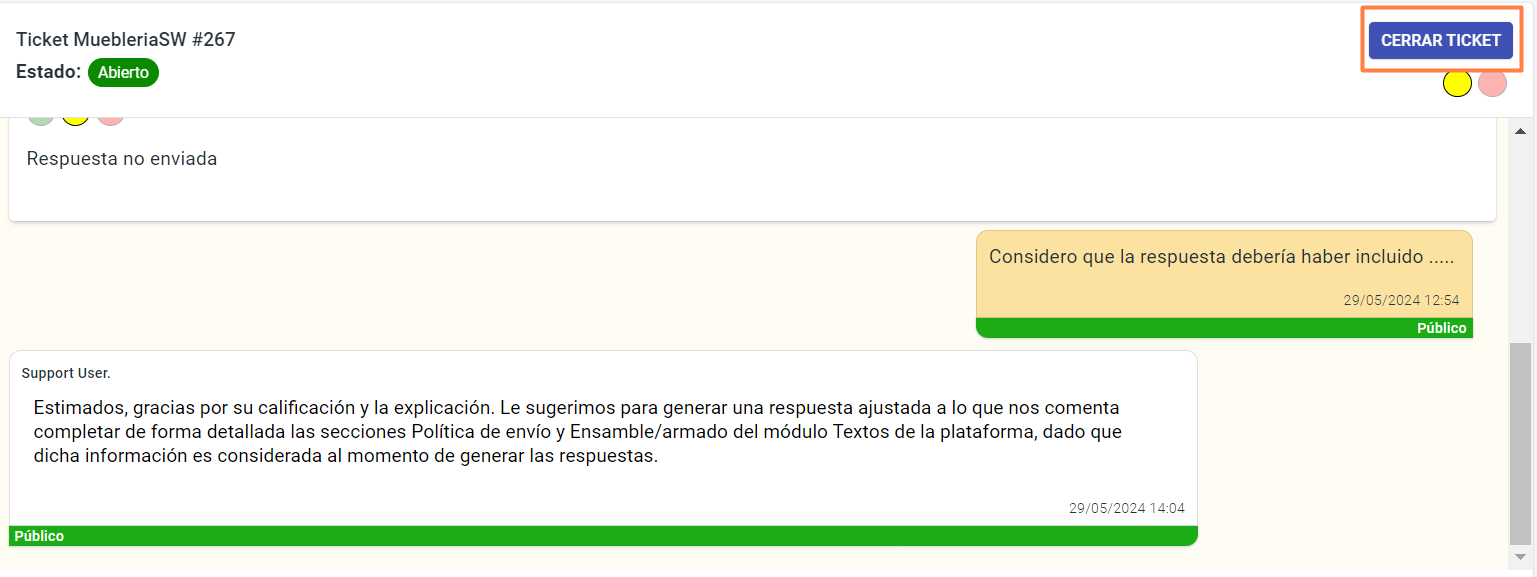 Ticket MuebleriaSW #267
CERRAR TICKET
Estado: Abierto
Respuesta no enviada
Considero que la respuesta debería haber incluido .....
29/05/2024 12:54
Público
Support User.
Estimados, gracias por su calificación y la explicación. Le sugerimos para generar una respuesta ajustada a lo que nos comenta
completar de forma detallada las secciones Política de envío y Ensamble/armado del módulo Textos de la plataforma, dado que
dicha información es considerada al momento de generar las respuestas.
29/05/2024 14:04
Público